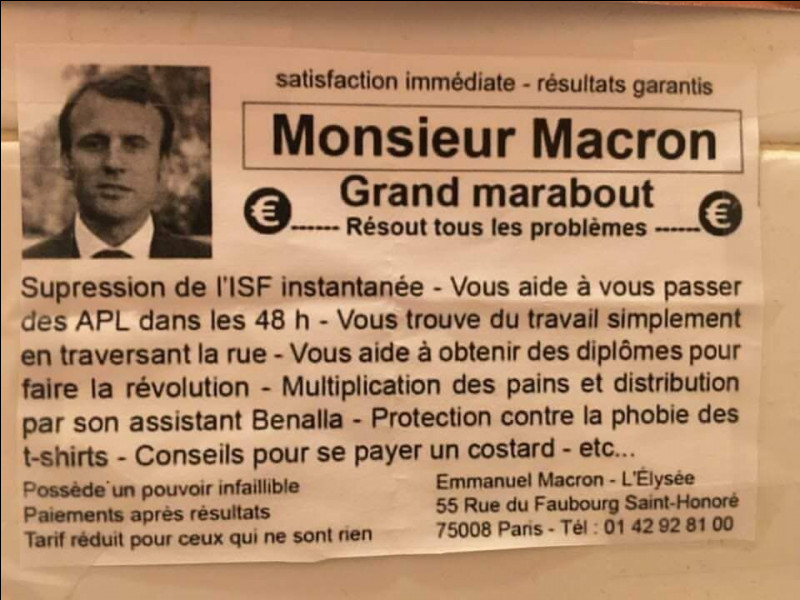 satisfaction immédiate - résultats garantis
Monsieur Macron
Grand marabout
€ ------ Résout tous les problèmes ------ €
Supression de l'ISF instantanée - Vous aide à vous passer
des APL dans les 48 h - Vous trouve du travail simplement
en traversant la rue - Vous aide à obtenir des diplômes pour
faire la révolution - Multiplication des pains et distribution
par son assistant Benalla - Protection contre la phobie des
t-shirts - Conseils pour se payer un costard - etc...
Possède un pouvoir infaillible
Paiements après résultats
Tarif réduit pour ceux qui ne sont rien
Emmanuel Macron - L'Élysée
55 Rue du Faubourg Saint-Honoré
75008 Paris - Tél : 01 42 92 81 00